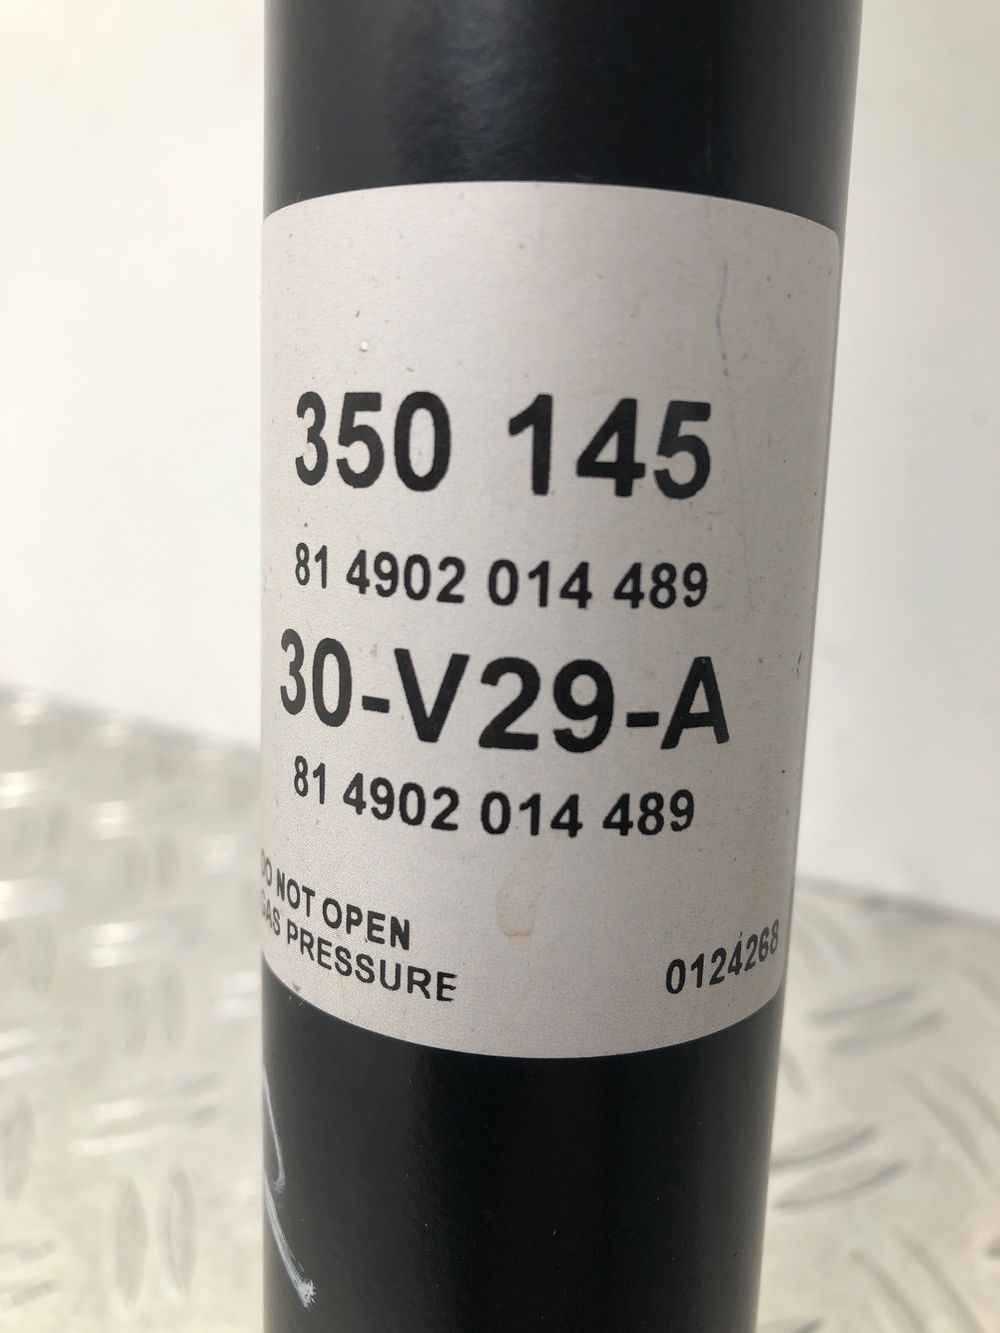 350 145
81 4902 014 489
30-V29-A
81 4902 014 489
DO NOT OPEN
GAS PRESSURE
0124268